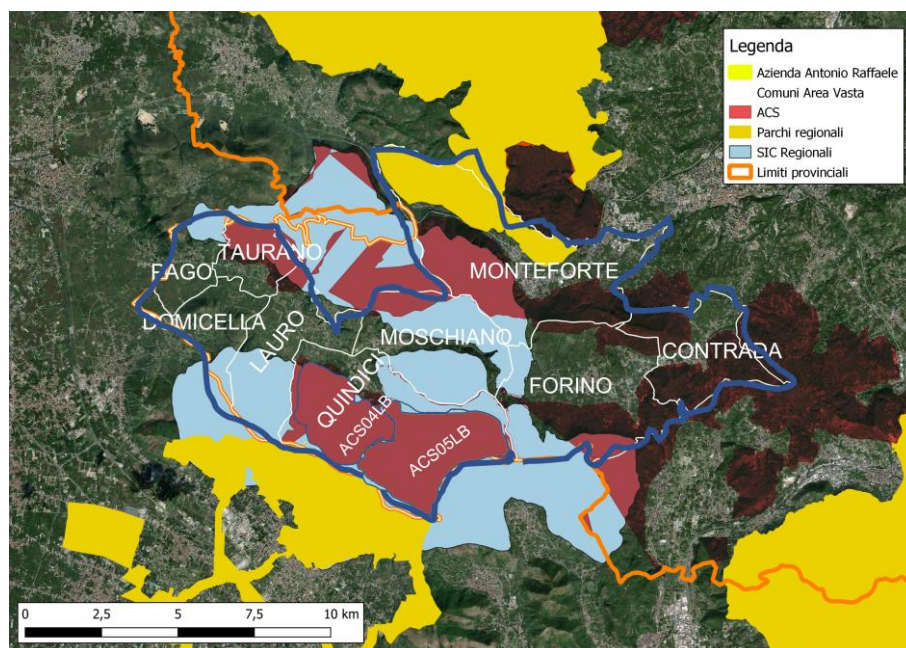 Legenda
Azienda Antonio Raffaele
Comuni Area Vasta
ACS
Parchi regionali
SIC Regionali
Limiti provinciali
TAURANO
PAGO
MONTEFORTE
DOMICELLA
LAURO
MOSCHIANO
CONTRADA
QUINDICI
FORINO
ACS04LB
ACS05LB
0 2,5 5 7,5 10 km